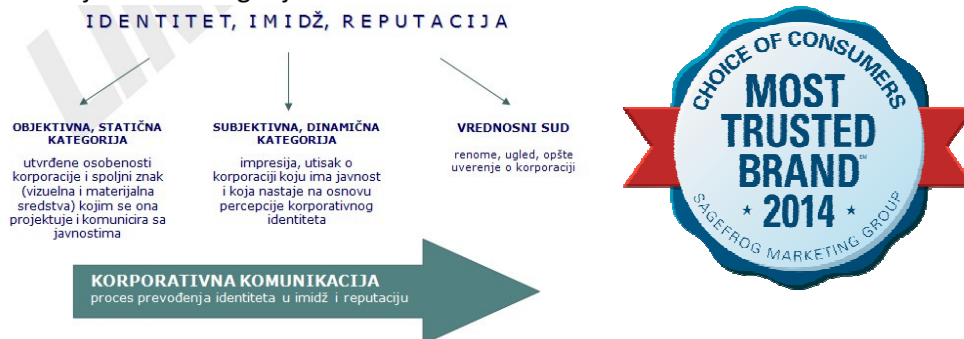 IDENTITET, IMIDŽ, REPUTACIJA
OBJEKTIVNA, STATIČNA
KATEGORIJA
utvrđene osobenosti
korporacije i spoljni znak
(vizuelna i materijalna
sredstva) kojim se ona
projektuje i komunicira sa
javnostima
SUBJEKTIVNA, DINAMIČNA
KATEGORIJA
impresija, utisak o
korporaciji koju ima javnost
i koja nastaje na osnovu
percepcije korporativnog
identiteta
VREDNOSNI SUD
renome, ugled, opšte
uverenje o korporaciji
KORPORATIVNA KOMUNIKACIJA
proces prevođenja identiteta u imidž i reputaciju
CHOICE OF CONSUMERS
MOST
TRUSTED
BRAND
* 2014 *
SAGEFROG MARKETING GROUP